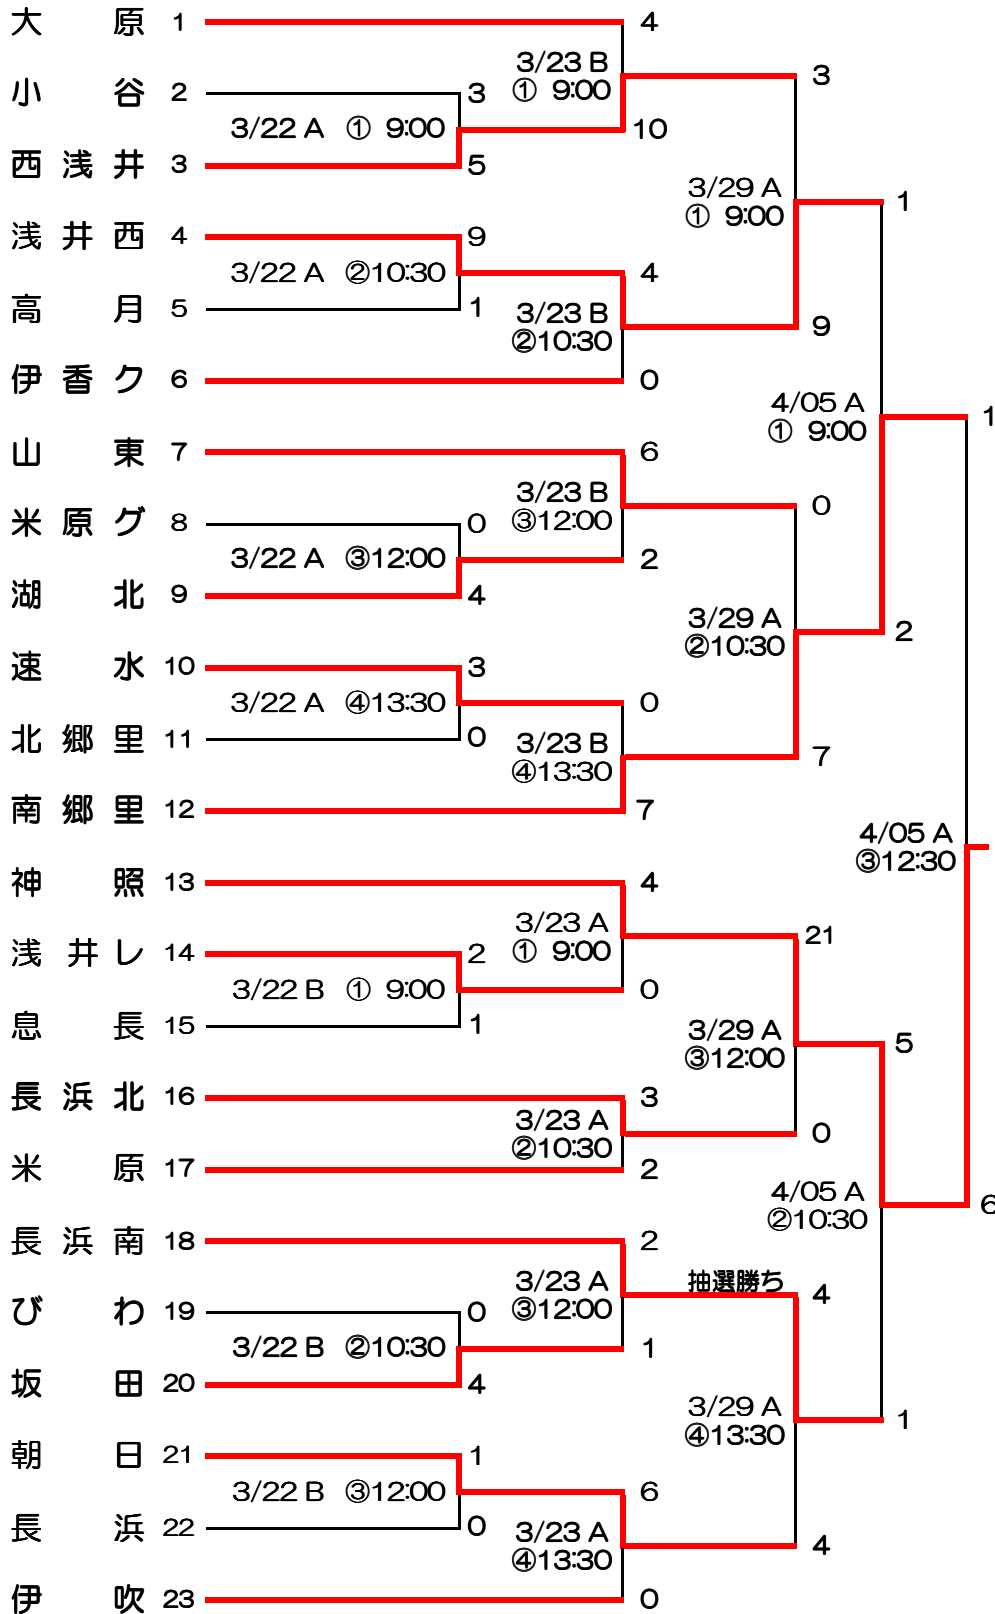 大原 1 4
3/23 B
3
小谷 2 3 ① 9:00
3/22 A ① 9:00 10
西浅井 3 5
3/29 A
① 9:00 1
浅井西 4 9
3/22 A ②10:30 4
高月 5 1 3/23 B
9
②10:30
伊香ク 6 0
4/05 A
1
① 9:00
山東 7 6
3/23 B 0
米原グ 8 0 ③12:00
3/22 A ③12:00 2
湖北 9 4
3/29 A
②10:30 2
速水 10 3
3/22 A ④13:30 0
北郷里 11 0 3/23 B
7
④13:30
南郷里 12 7
4/05 A
③12:30
神照 13 4
3/23 A
21
浅井レ 14 2 ① 9:00
3/22 B ① 9:00 0
息長 15 1
3/29 A
5
③12:00
長浜北 16 3
3/23 A
0
②10:30
米原 17 2
4/05 A
6
②10:30
長浜南 18 2
3/23 A 抽選勝ち
4
びわ 19 0 ③12:00
3/22 B ②10:30 1
坂田 20 4
3/29 A
1
④13:30
朝日 21 1
3/22 B ③12:00 6
長浜 22 0 3/23 A
4
④13:30
伊吹 23 0